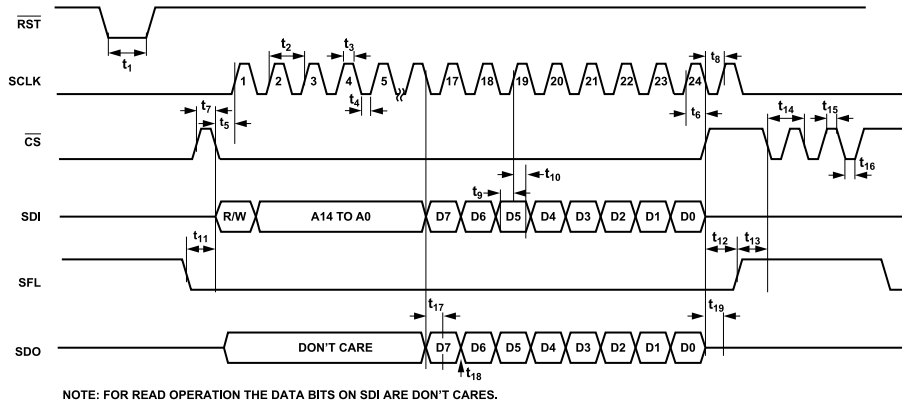 RST
t1
SCLK
t2
t3
t8
1 2 3 4 5 17 18 19 20 21 22 23 24
t4
t7
t5
t6
t14
t15
CS
t16
t10
t9
SDI
R/W
A14 TO A0
D7 D6 D5 D4 D3 D2 D1 D0
t11
t12
t13
SFL
t17
t19
SDO
DON'T CARE
D7 D6 D5 D4 D3 D2 D1 D0
t18
NOTE: FOR READ OPERATION THE DATA BITS ON SDI ARE DON'T CARES.